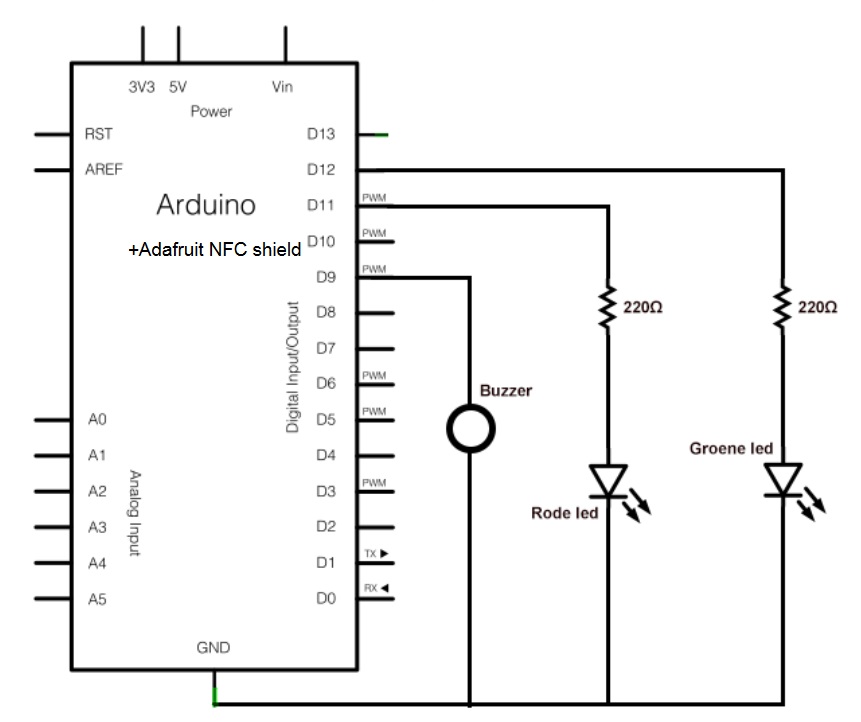 3V3 5V Vin
Power
RST D13
AREF D12
PWM
Arduino D11
PWM
+Adafruit NFC shield D10
PWM
D9
D8
220Ω 220Ω
D7
PWM
D6
Buzzer
PWM
A0 D5
Digital Input/Output
A1 D4
Groene led
PWM
A2 D3
Analog Input
Rode led
A3 D2
TX ▶
A4 D1
RX ◀
A5 D0
GND